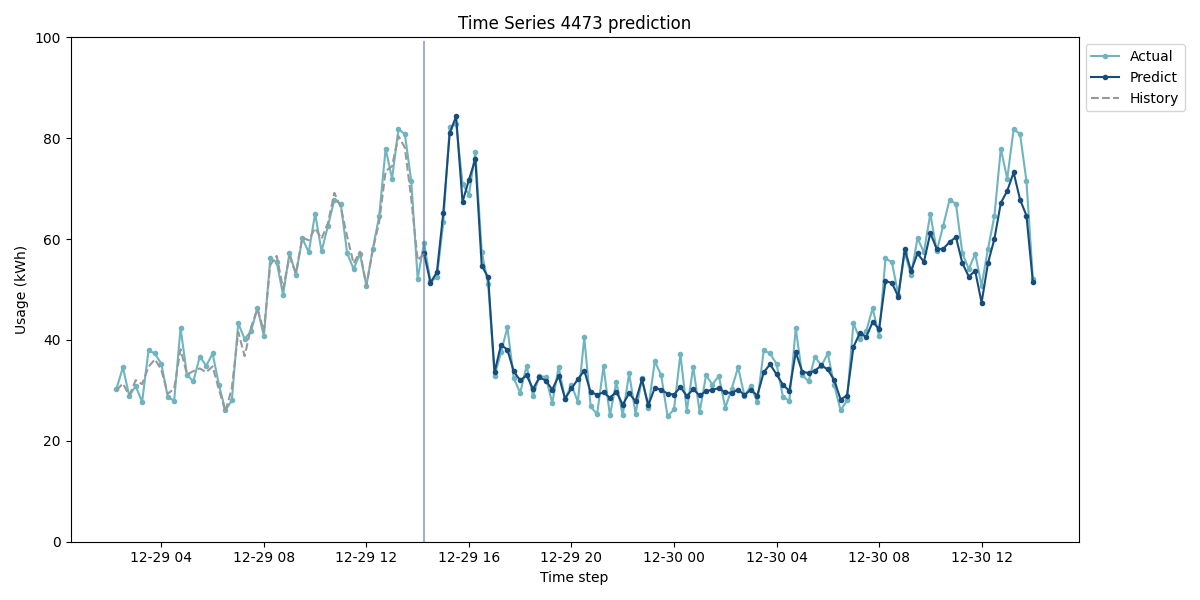 Time Series 4473 prediction
Actual
Predict
History
Usage (kWh)
100
80
60
40
20
0
12-29 04
12-29 08
12-29 12
12-29 16
12-29 20
12-30 00
12-30 04
12-30 08
12-30 12
Time step